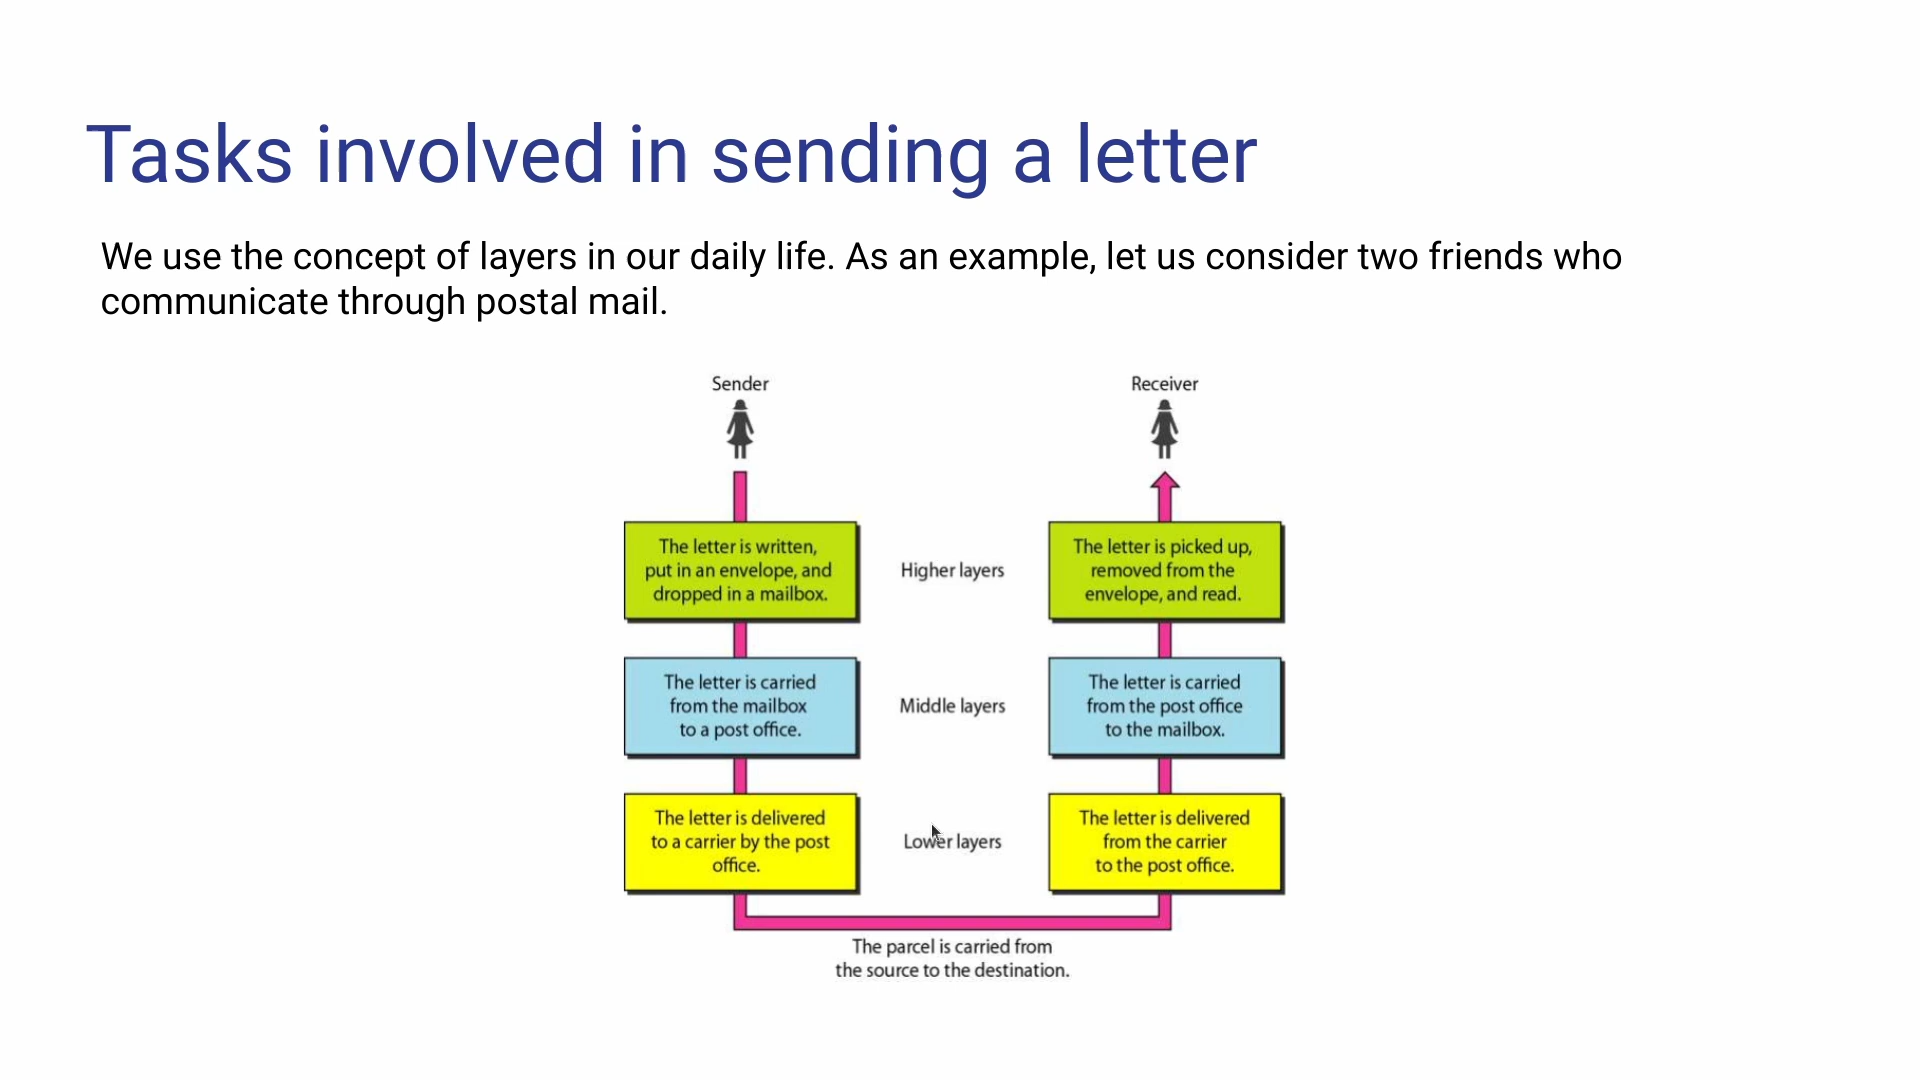 Tasks involved in sending a letter
We use the concept of layers in our daily life. As an example, let us consider two friends who
communicate through postal mail.
Sender
Receiver
The letter is written,
put in an envelope, and
dropped in a mailbox.
Higher layers
The letter is picked up,
removed from the
envelope, and read.
The letter is carried
from the mailbox
to a post office.
Middle layers
The letter is carried
from the post office
to the mailbox.
The letter is delivered
to a carrier by the post
office.
Lower layers
The letter is delivered
from the carrier
to the post office.
The parcel is carried from
the source to the destination.